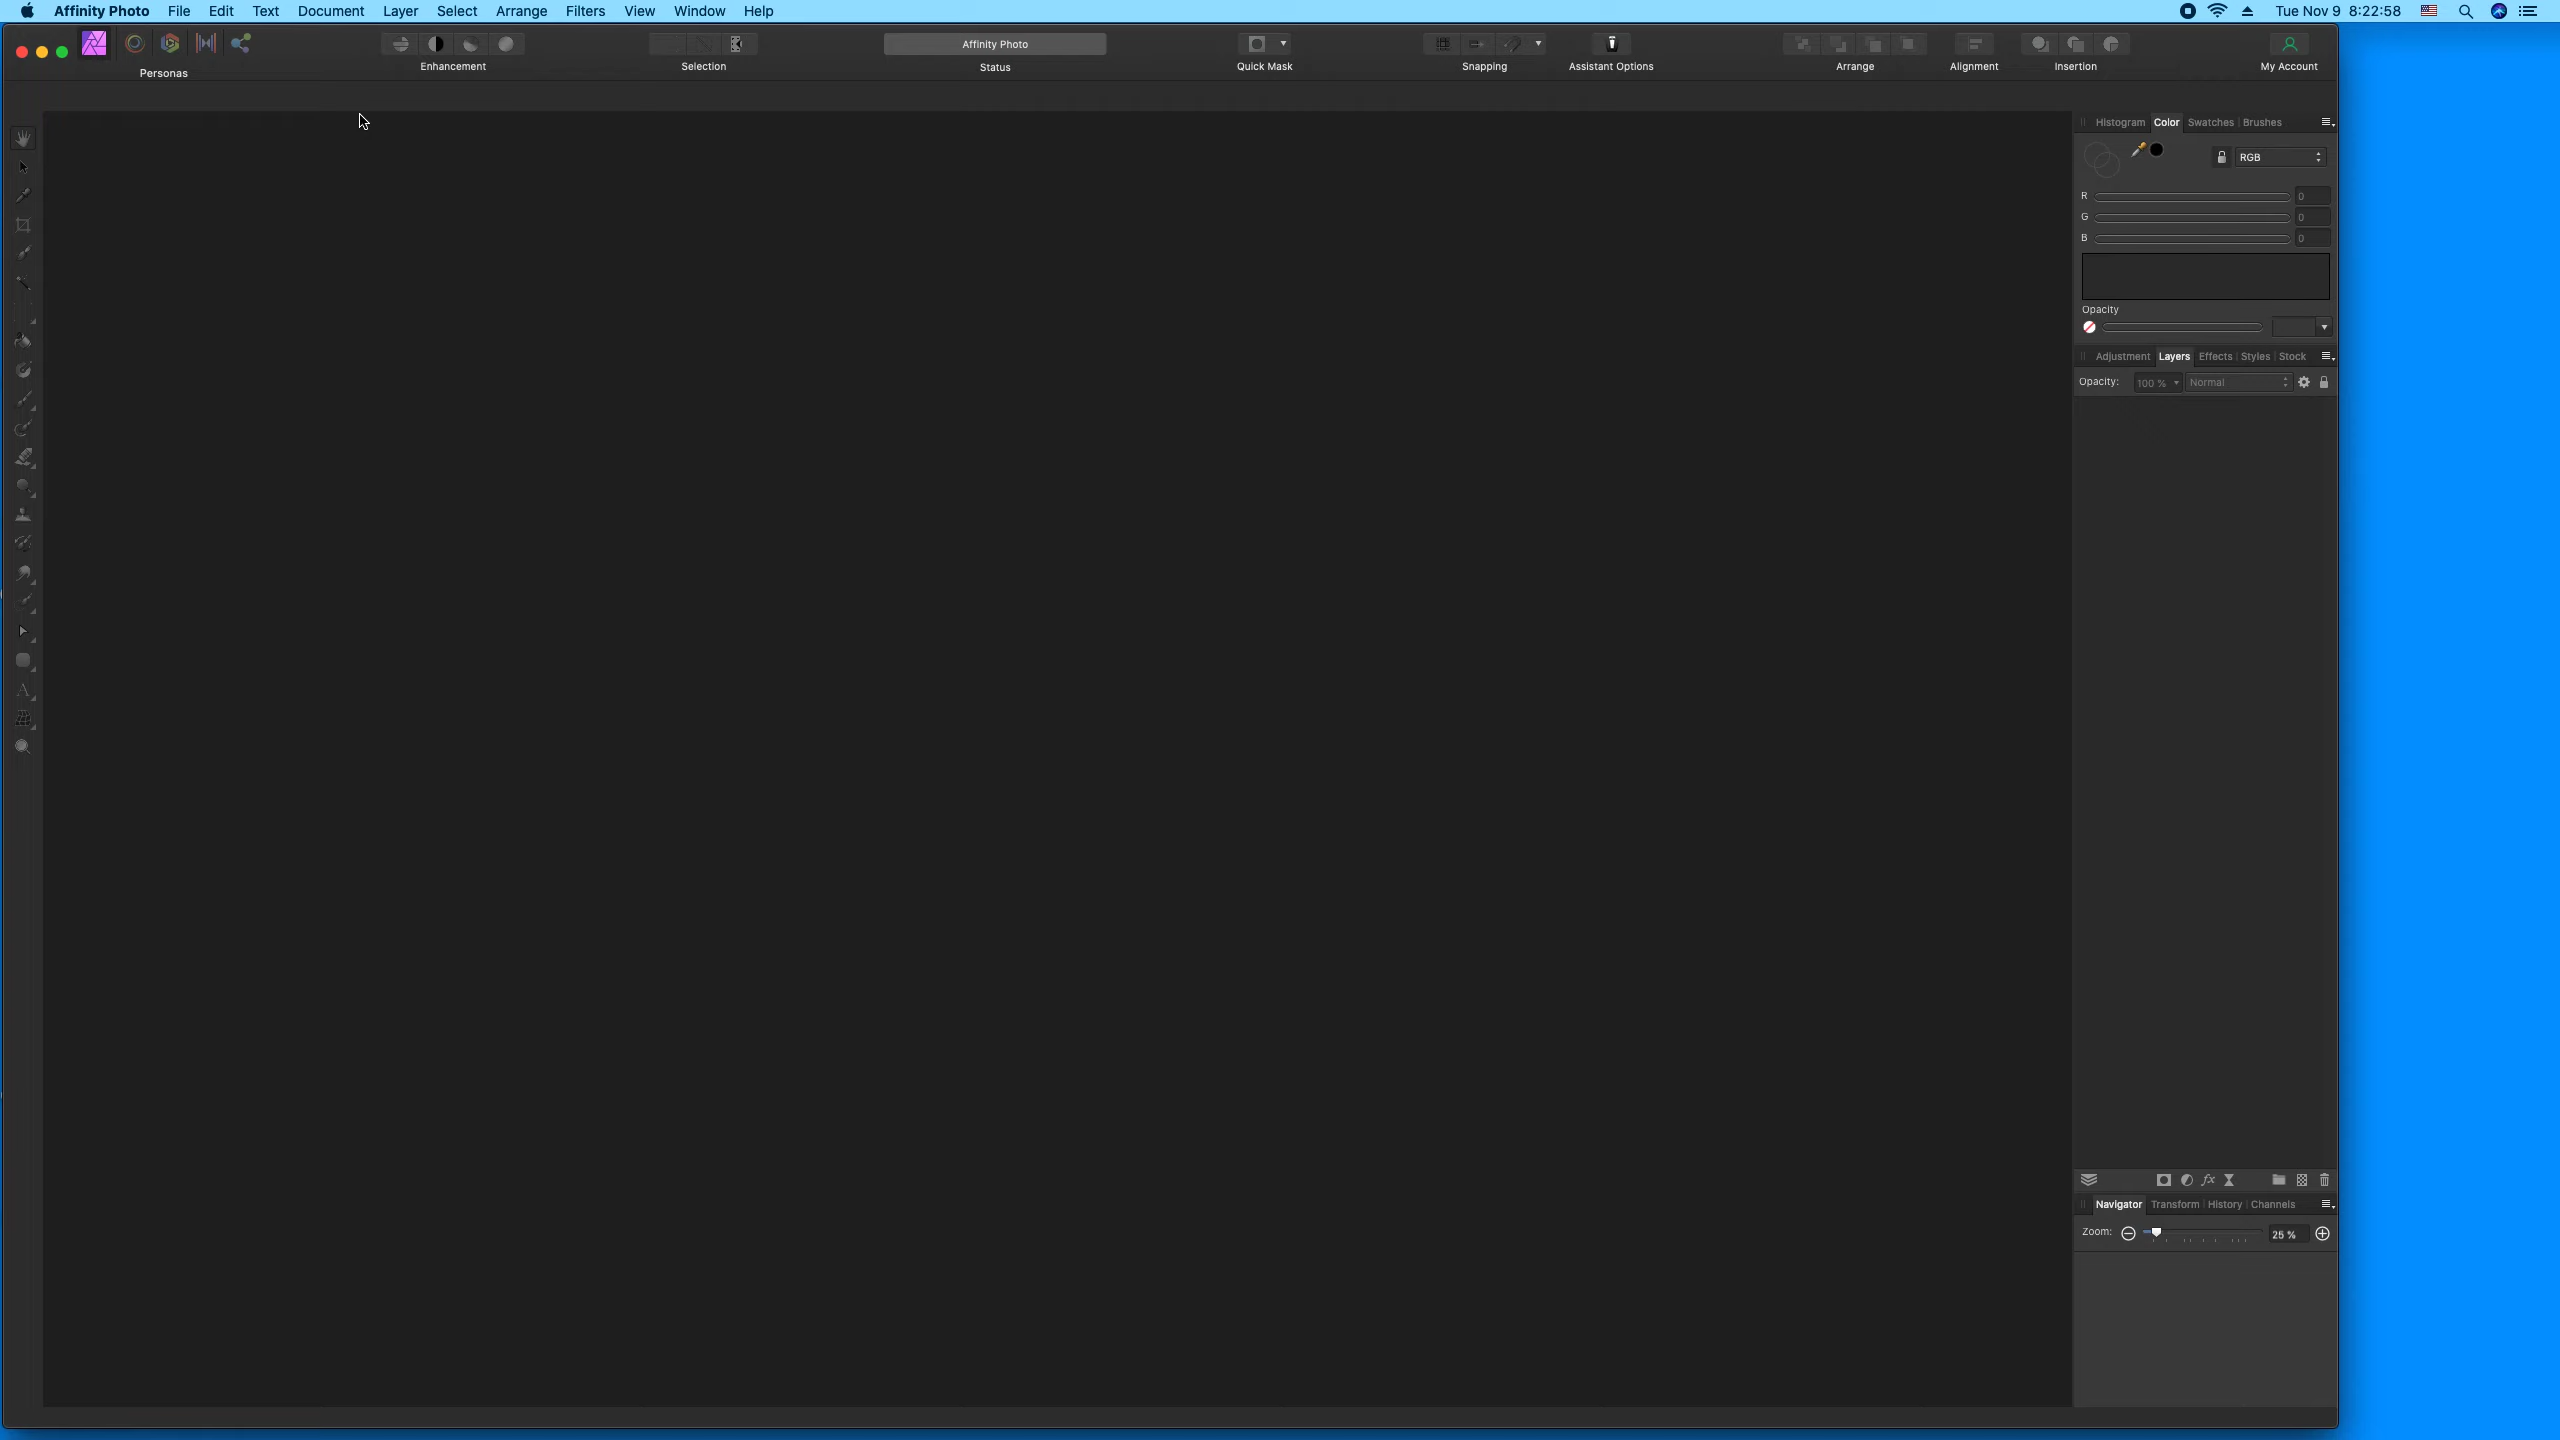 Affinity Photo File Edit Text Document Layer Select Arrange Filters View Window Help Tue Nov 9 8:22:58
Affinity Photo
Personas Enhancement Selection Status Quick Mask Snapping Assistant Options Arrange Alignment Insertion My Account
Histogram Color Swatches Brushes
RGB
R 0
G 0
B 0
Opacity
Adjustment Layers Effects Styles Stock
Opacity: 100 % Normal
fx
Navigator Transform History Channels
Zoom: 25 %